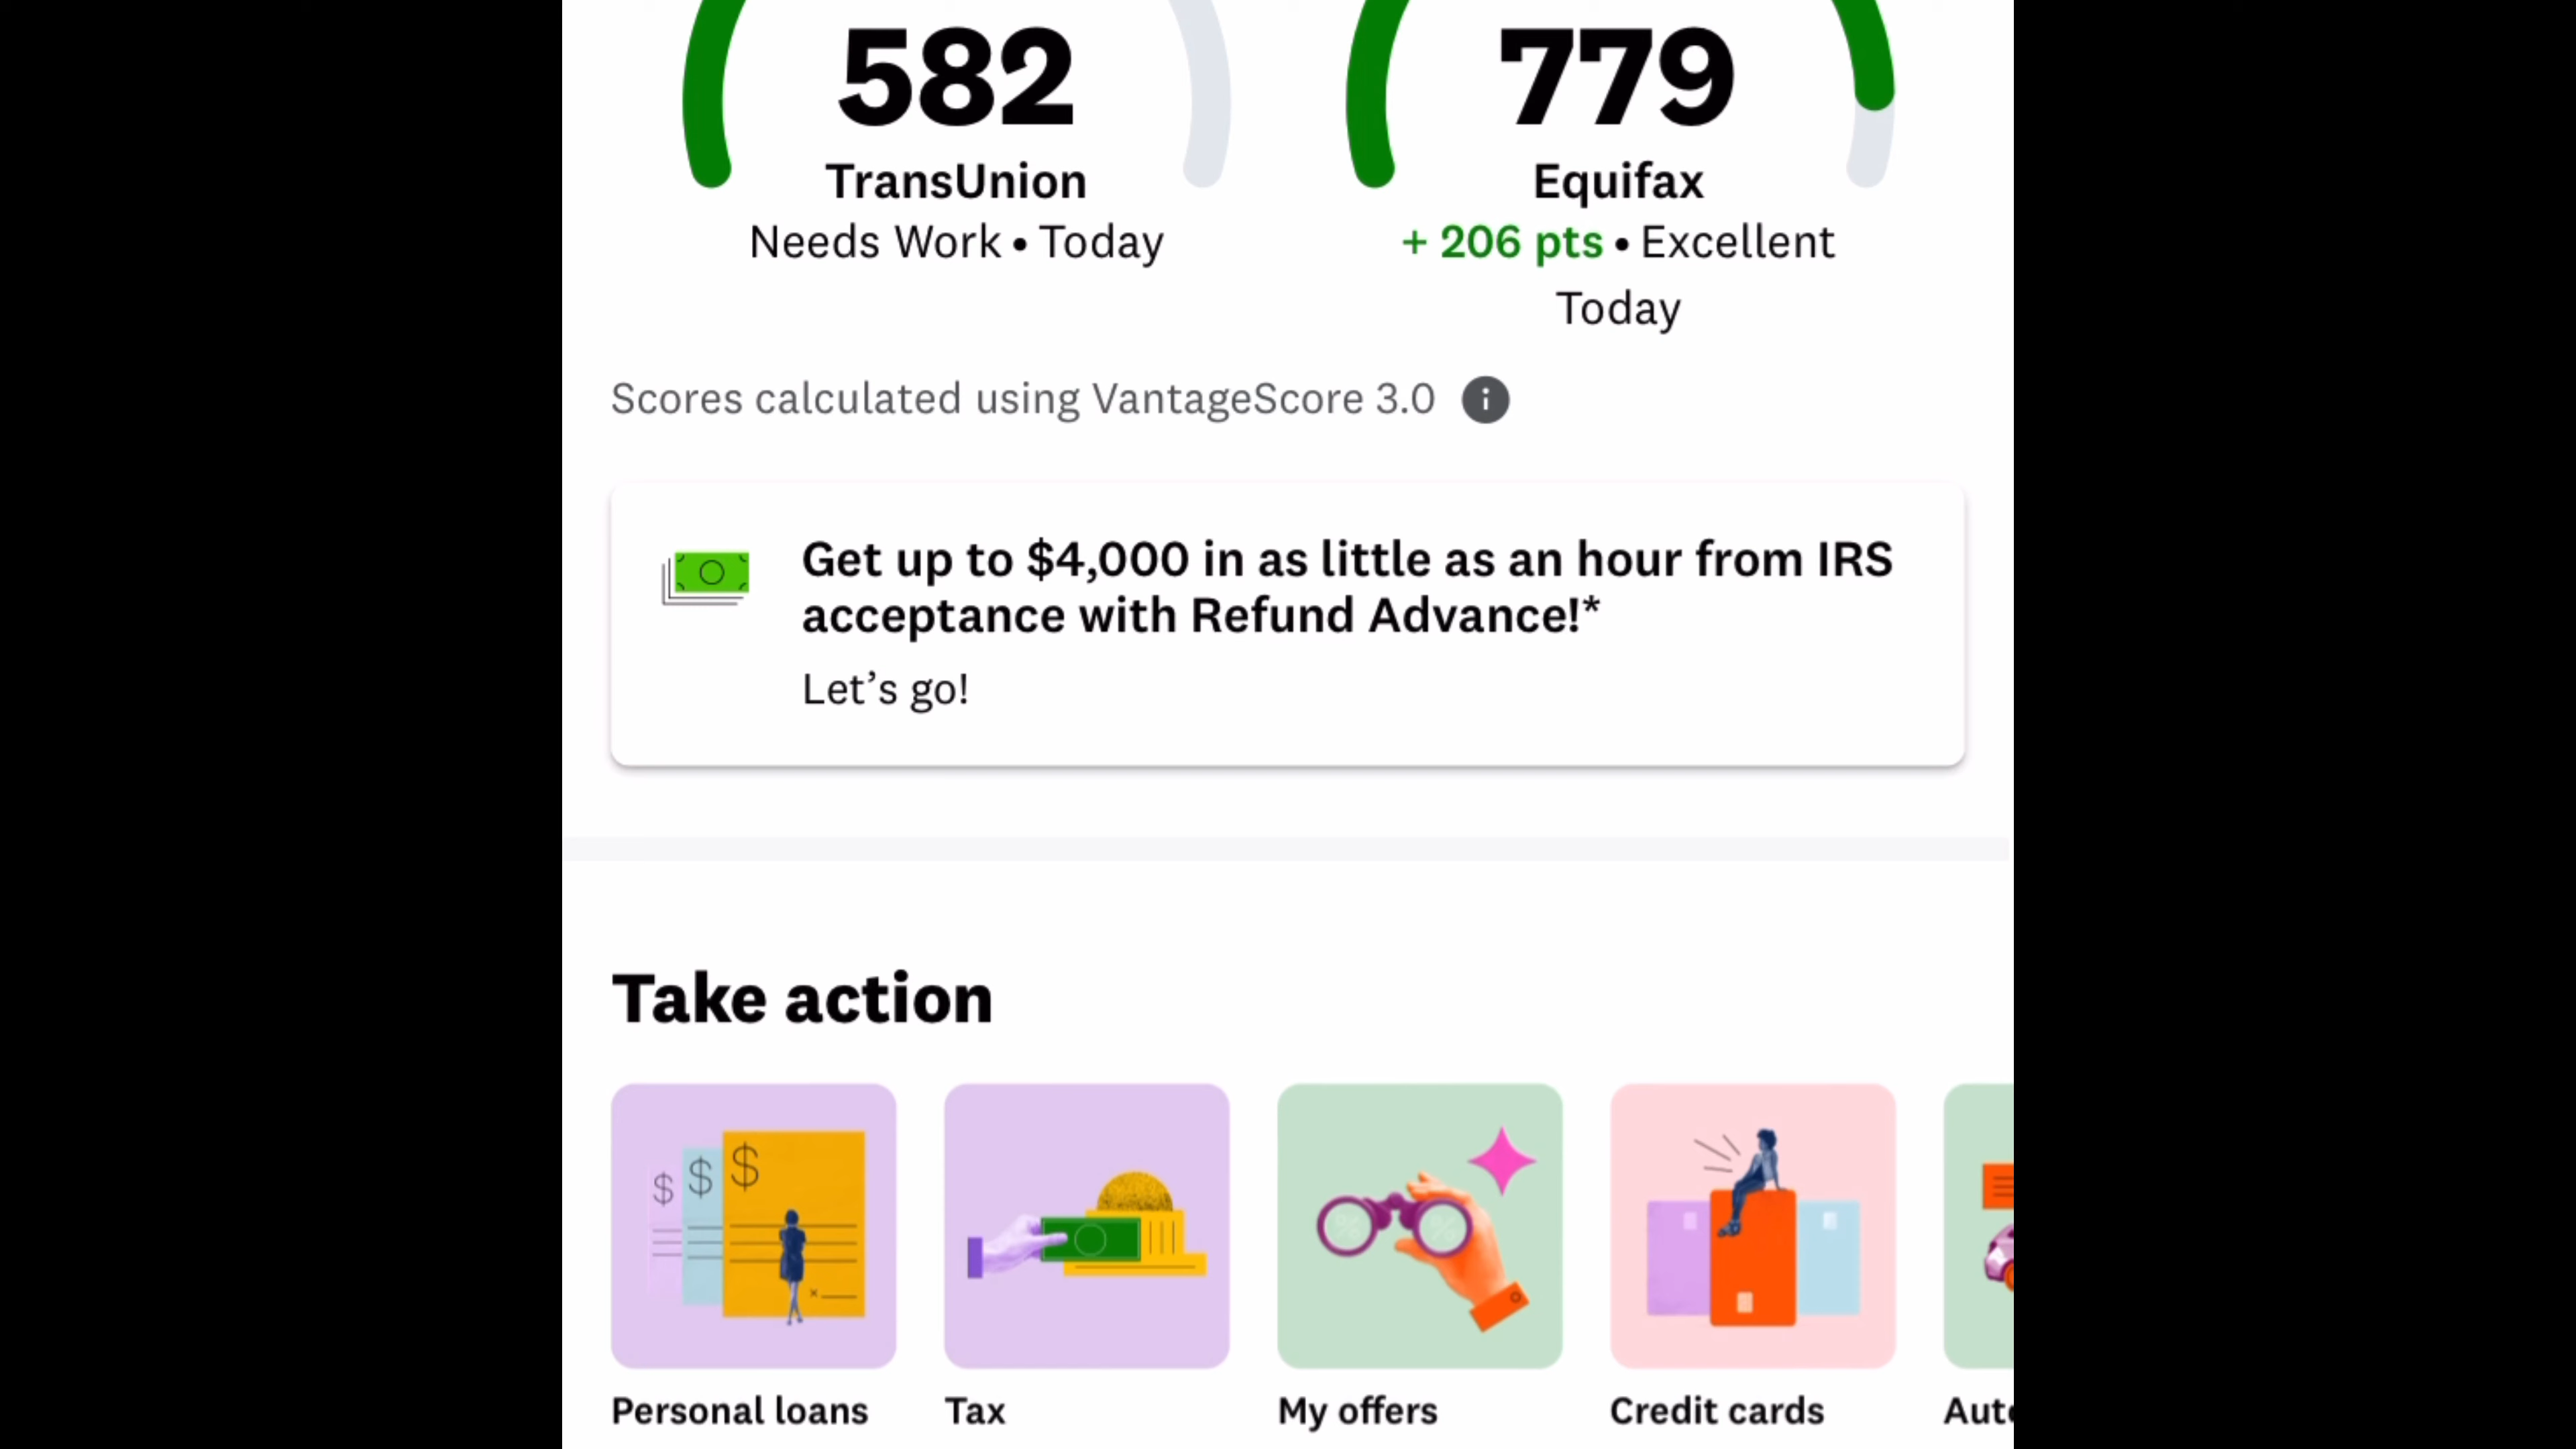 582
779
TransUnion
Equifax
Needs Work • Today
+ 206 pts • Excellent
Today
Scores calculated using VantageScore 3.0
Get up to $4,000 in as little as an hour from IRS
acceptance with Refund Advance!*
Let’s go!
Take action
Personal loans
Tax
My offers
Credit cards